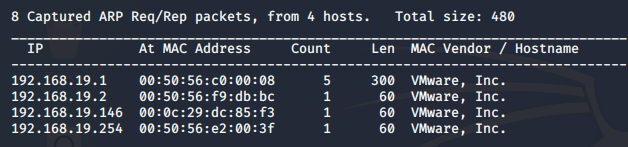 8 Captured ARP Req/Rep packets, from 4 hosts.   Total size: 480
_____________________________________________________________________________
  IP            At MAC Address     Count     Len  MAC Vendor / Hostname
-----------------------------------------------------------------------------
192.168.19.1    00:50:56:c0:00:08      5     300  VMware, Inc.
192.168.19.2    00:50:56:f9:db:bc      1      60  VMware, Inc.
192.168.19.146  00:0c:29:dc:85:f3      1      60  VMware, Inc.
192.168.19.254  00:50:56:e2:00:3f      1      60  VMware, Inc.